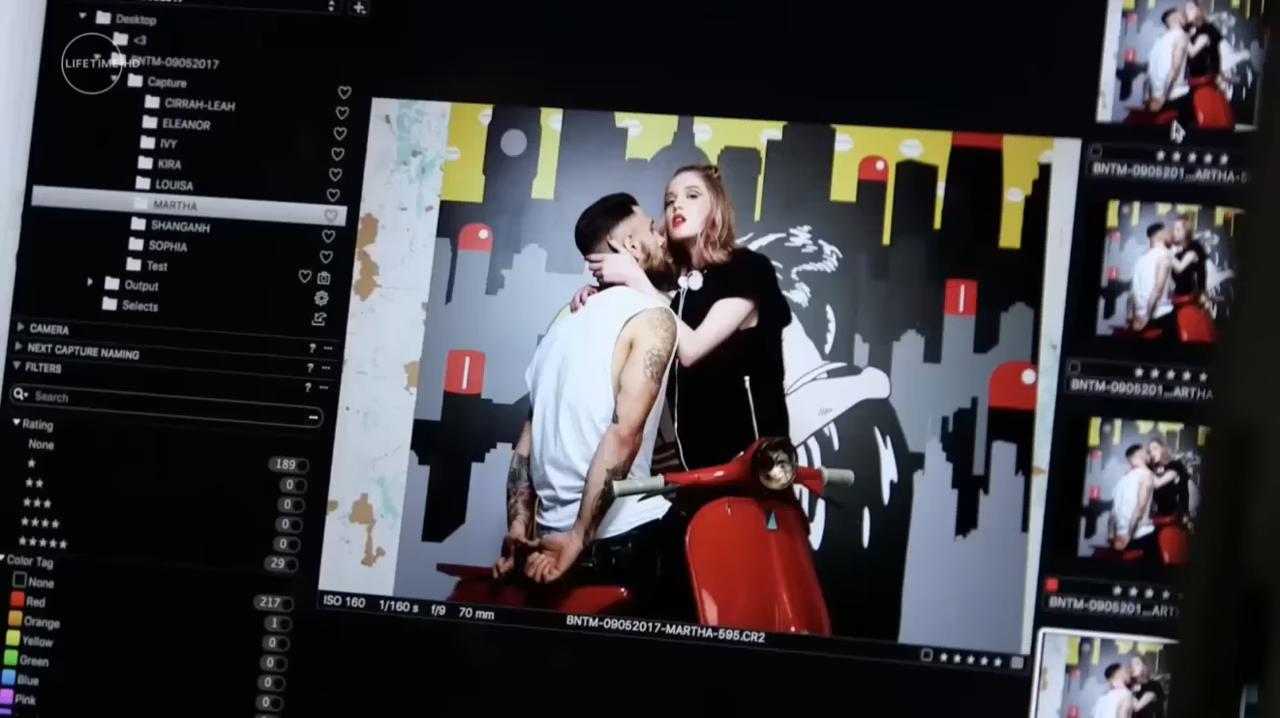 Desktop
<3
LIFETIME HD
BNTM-09052017
Capture
CIRRAH-LEAH
ELEANOR
IVY
KIRA
LOUISA
MARTHA
SHANGANH
SOPHIA
Test
Output
Selects
CAMERA
NEXT CAPTURE NAMING
? ···
FILTERS
? ···
? ···
Search
Rating
None
189
★
0
★★
0
★★★
0
★★★★
0
★★★★★
29
Color Tag
None
217
Red
1
Orange
0
Yellow
0
Green
0
Blue
0
Pink
ISO 160 1/160 s f/9 70 mm
BNTM-09052017-MARTHA-595.CR2
★★★★★
★★★★★
BNTM-0905201...ARTHA-5
★★★★★
BNTM-0905201...ARTHA
★★★★
BNTM-0905201...ART